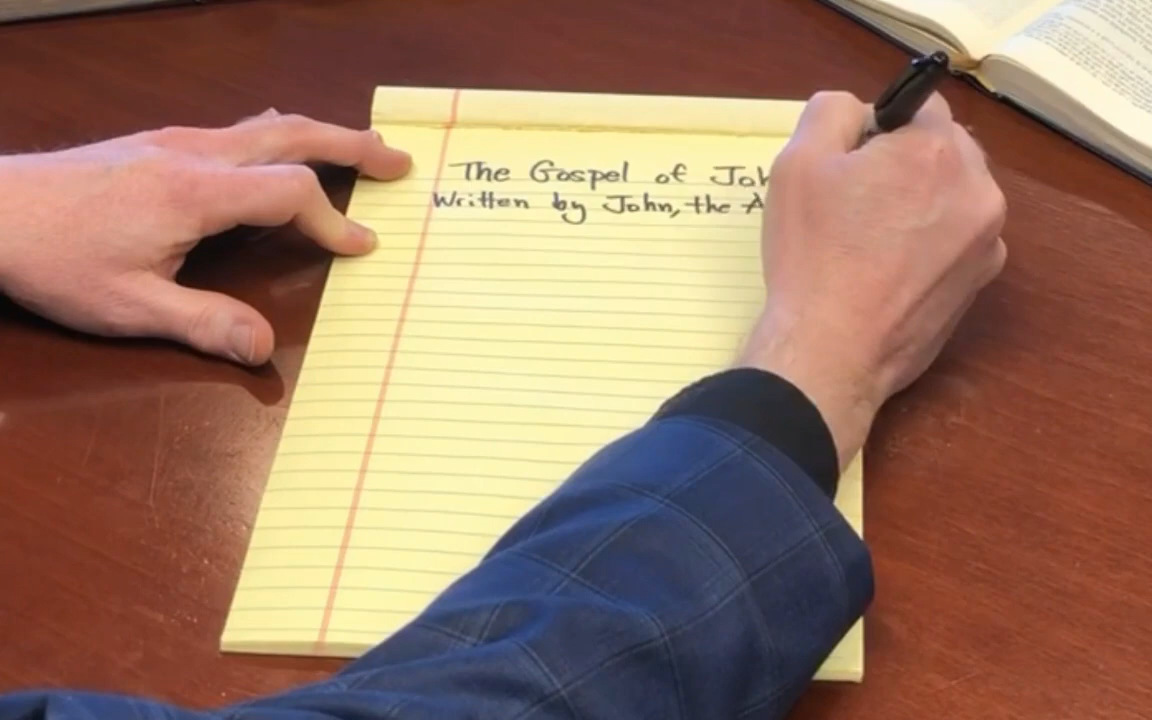 The Gospel of Joh
Written by John, the A